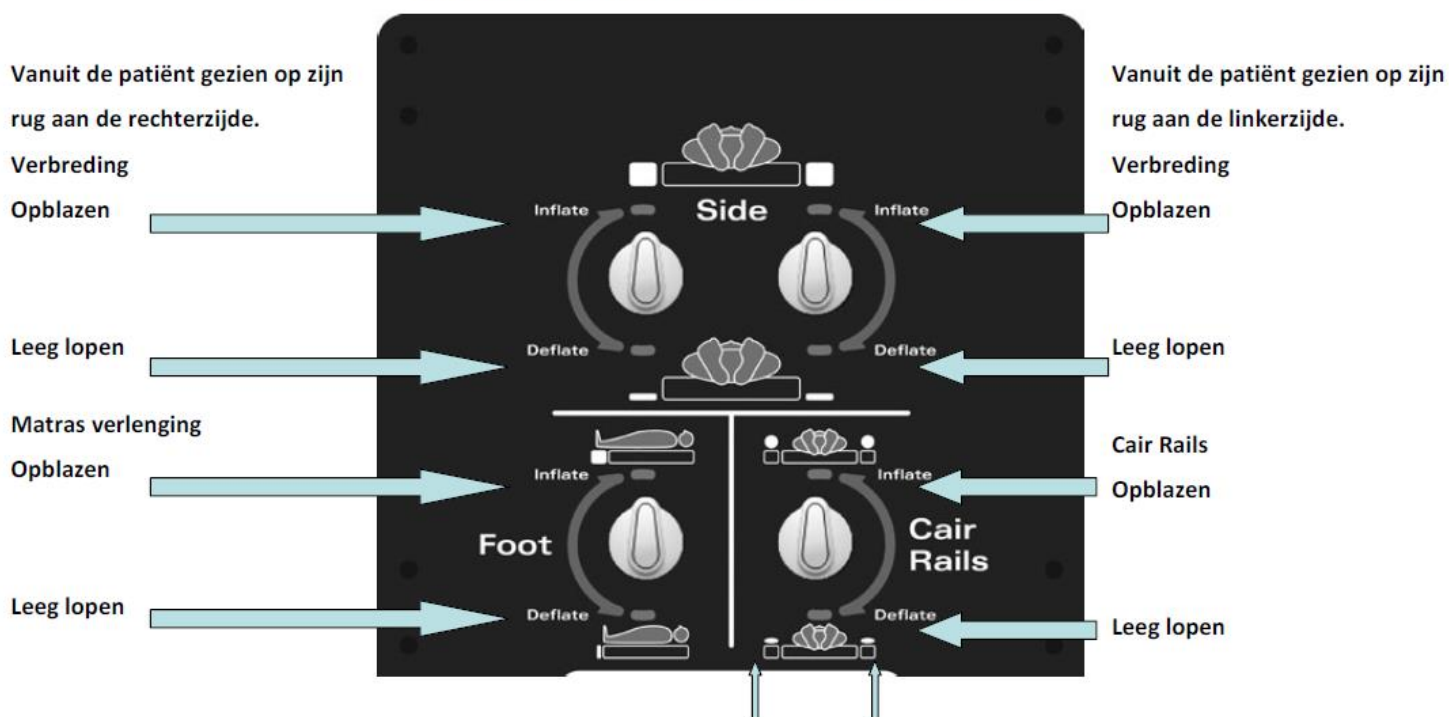 Vanuit de patiënt gezien op zijn
rug aan de rechterzijde.
Verbreding
Opblazen
Leeg lopen
Matras verlenging
Opblazen
Leeg lopen
Inflate
Side
Inflate
Deflate
Deflate
Inflate
Foot
Deflate
Inflate
Cair
Rails
Deflate
Vanuit de patiënt gezien op zijn
rug aan de linkerzijde.
Verbreding
Opblazen
Leeg lopen
Cair Rails
Opblazen
Leeg lopen